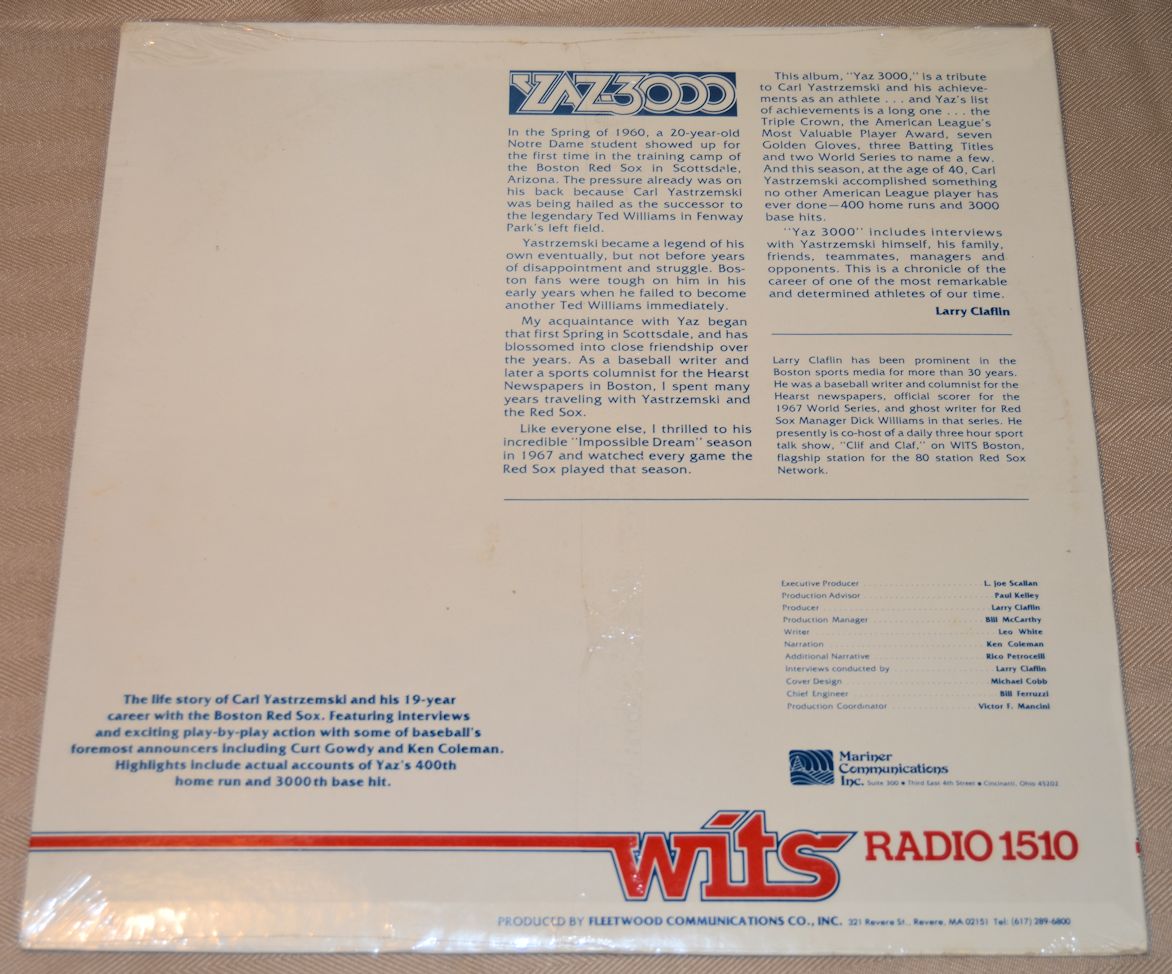 YAZ-3000
In the Spring of 1960, a 20-year-old
Notre Dame student showed up for
the first time in the training camp of
the Boston Red Sox in Scottsdale,
Arizona. The pressure already was on
his back because Carl Yastrzemski
was being hailed as the successor to
the legendary Ted Williams in Fenway
Park's left field.
Yastrzemski became a legend of his
own eventually, but not before years
of disappointment and struggle. Bos-
ton fans were tough on him in his
early years when he failed to become
another Ted Williams immediately.
My acquaintance with Yaz began
that first Spring in Scottsdale, and has
blossomed into close friendship over
the years. As a baseball writer and
later a sports columnist for the Hearst
Newspapers in Boston, I spent many
years traveling with Yastrzemski and
the Red Sox.
Like everyone else, I thrilled to his
incredible "Impossible Dream" season
in 1967 and watched every game the
Red Sox played that season.
This album, "Yaz 3000," is a tribute
to Carl Yastrzemski and his achieve-
ments as an athlete . . . and Yaz's list
of achievements is a long one . . . the
Triple Crown, the American League's
Most Valuable Player Award, seven
Golden Gloves, three Batting Titles
and two World Series to name a few.
And this season, at the age of 40, Carl
Yastrzemski accomplished something
no other American League player has
ever done—400 home runs and 3000
base hits.
"Yaz 3000" includes interviews
with Yastrzemski himself, his family,
friends, teammates, managers and
opponents. This is a chronicle of the
career of one of the most remarkable
and determined athletes of our time.
Larry Claflin
Larry Claflin has been prominent in the
Boston sports media for more than 30 years.
He was a baseball writer and columnist for the
Hearst newspapers, official scorer for the
1967 World Series, and ghost writer for Red
Sox Manager Dick Williams in that series. He
presently is co-host of a daily three hour sport
talk show, "Clif and Claf," on WITS Boston,
flagship station for the 80 station Red Sox
Network.
Executive Producer . . . . . . . . . . L. Joe Scallan
Production Advisor . . . . . . . . . . Paul Kelley
Producer . . . . . . . . . . Larry Claflin
Production Manager . . . . . . . . . . Bill McCarthy
Writer . . . . . . . . . . Leo White
Narration . . . . . . . . . . Ken Coleman
Additional Narrative . . . . . . . . . . Rico Petrocelli
Interviews conducted by . . . . . . . . . . Larry Claflin
Cover Design . . . . . . . . . . Michael Cobb
Chief Engineer . . . . . . . . . . Bill Ferruzzi
Production Coordinator . . . . . . . . . . Victor F. Mancini
The life story of Carl Yastrzemski and his 19-year
career with the Boston Red Sox. Featuring interviews
and exciting play-by-play action with some of baseball's
foremost announcers including Curt Gowdy and Ken Coleman.
Highlights include actual accounts of Yaz's 400th
home run and 3000th base hit.
Mariner
Communications
Inc. Suite 300 • Third East 4th Street • Cincinnati, Ohio 45202
wits RADIO 1510
PRODUCED BY FLEETWOOD COMMUNICATIONS CO., INC. 321 Revere St., Revere, MA 02151 Tel: (617) 289-6800